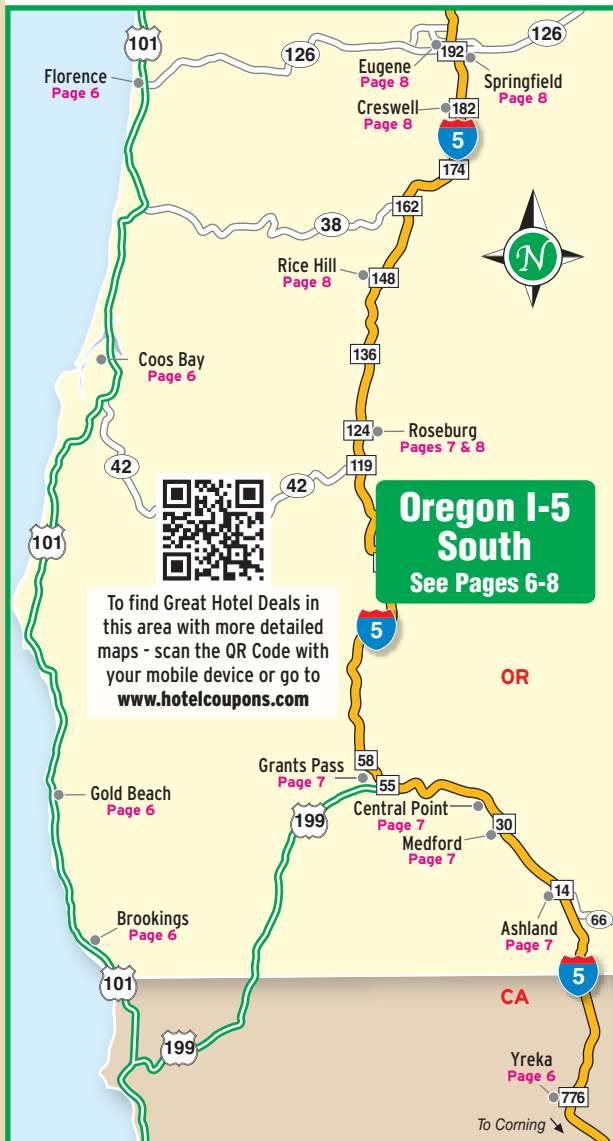 101
126
126
Florence
Page 6
Eugene
Page 8
192
Springfield
Page 8
Creswell
Page 8
182
5
174
162
38
N
Rice Hill
Page 8
148
136
Coos Bay
Page 6
124
Roseburg
Pages 7 & 8
119
42
42
101
Oregon I-5
South
See Pages 6-8
To find Great Hotel Deals in
this area with more detailed
maps - scan the QR Code with
your mobile device or go to
www.hotelcoupons.com
5
OR
58
Grants Pass
Page 7
55
Gold Beach
Page 6
199
Central Point
Page 7
30
Medford
Page 7
14
66
Ashland
Page 7
Brookings
Page 6
101
5
CA
199
Yreka
Page 6
776
To Corning